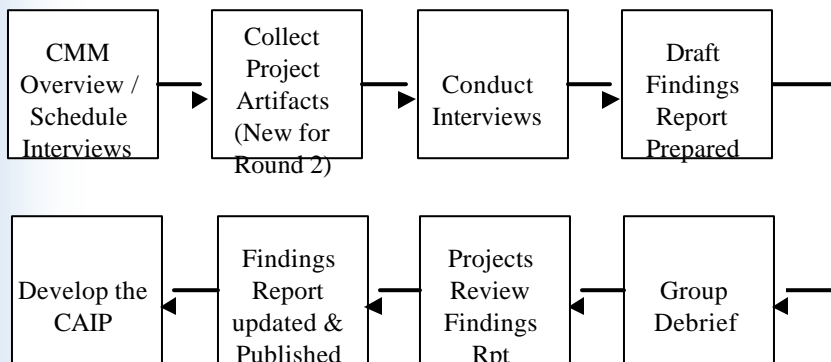 CMM
Overview /
Schedule
Interviews
Collect
Project
Artifacts
(New for
Round 2)
Conduct
Interviews
Draft
Findings
Report
Prepared
Group
Debrief
Projects
Review
Findings
Rpt
Findings
Report
updated &
Published
Develop the
CAIP